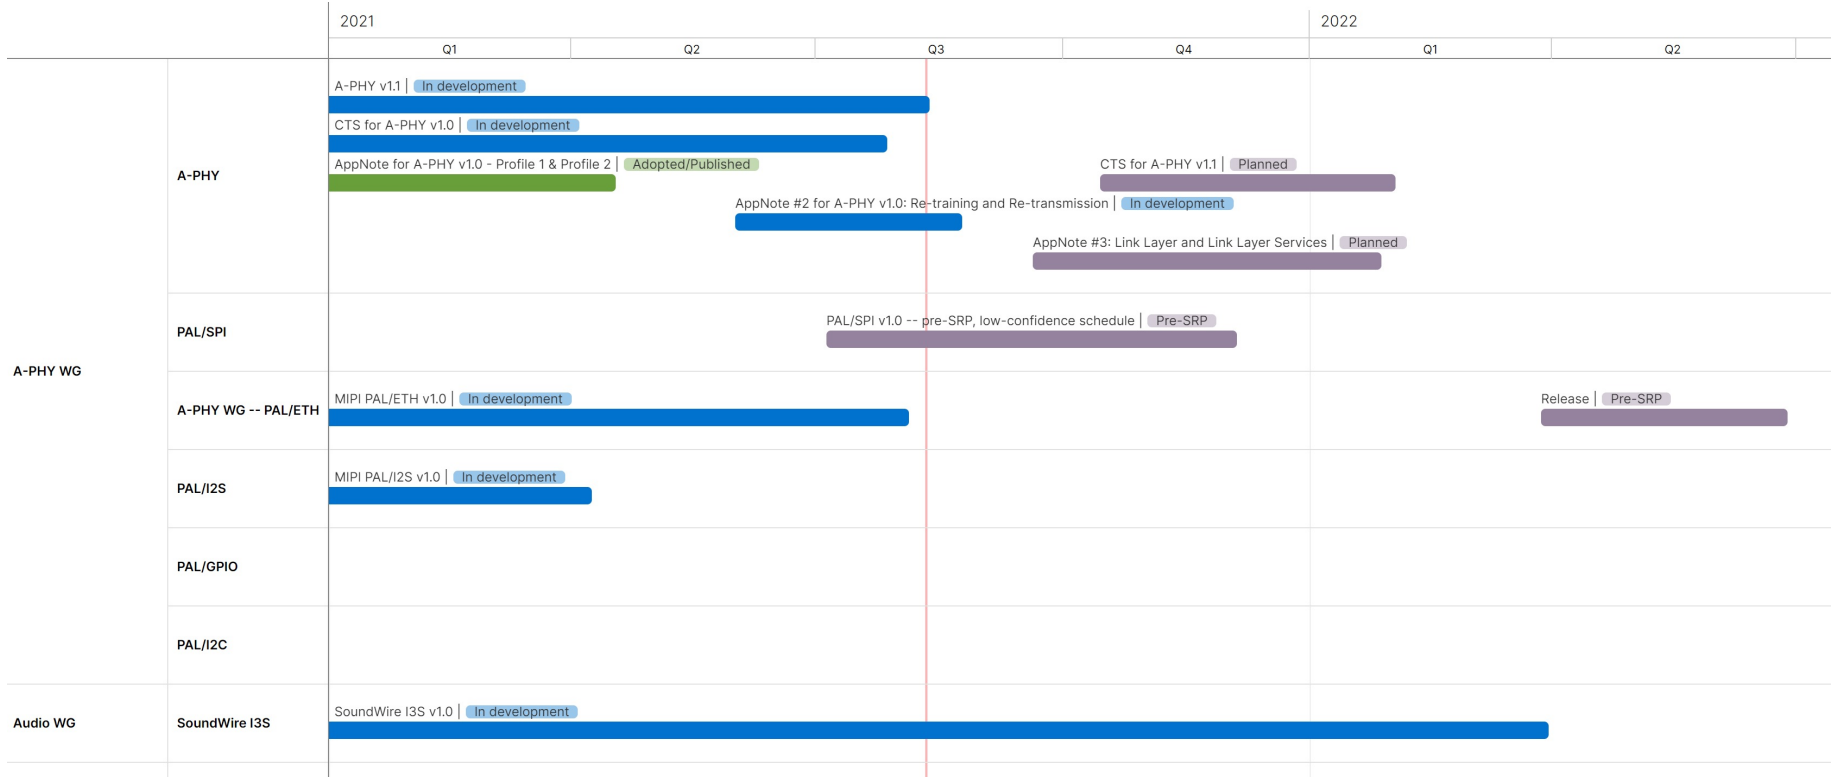 2021
2022
Q1
Q2
Q3
Q4
Q1
Q2
A-PHY WG
A-PHY
A-PHY v1.1 | In development
CTS for A-PHY v1.0 | In development
AppNote for A-PHY v1.0 - Profile 1 & Profile 2 | Adopted/Published
CTS for A-PHY v1.1 | Planned
AppNote #2 for A-PHY v1.0: Re-training and Re-transmission | In development
AppNote #3: Link Layer and Link Layer Services | Planned
PAL/SPI
PAL/SPI v1.0 -- pre-SRP, low-confidence schedule | Pre-SRP
A-PHY WG -- PAL/ETH
MIPI PAL/ETH v1.0 | In development
Release | Pre-SRP
PAL/I2S
MIPI PAL/I2S v1.0 | In development
PAL/GPIO
PAL/I2C
Audio WG
SoundWire I3S
SoundWire I3S v1.0 | In development